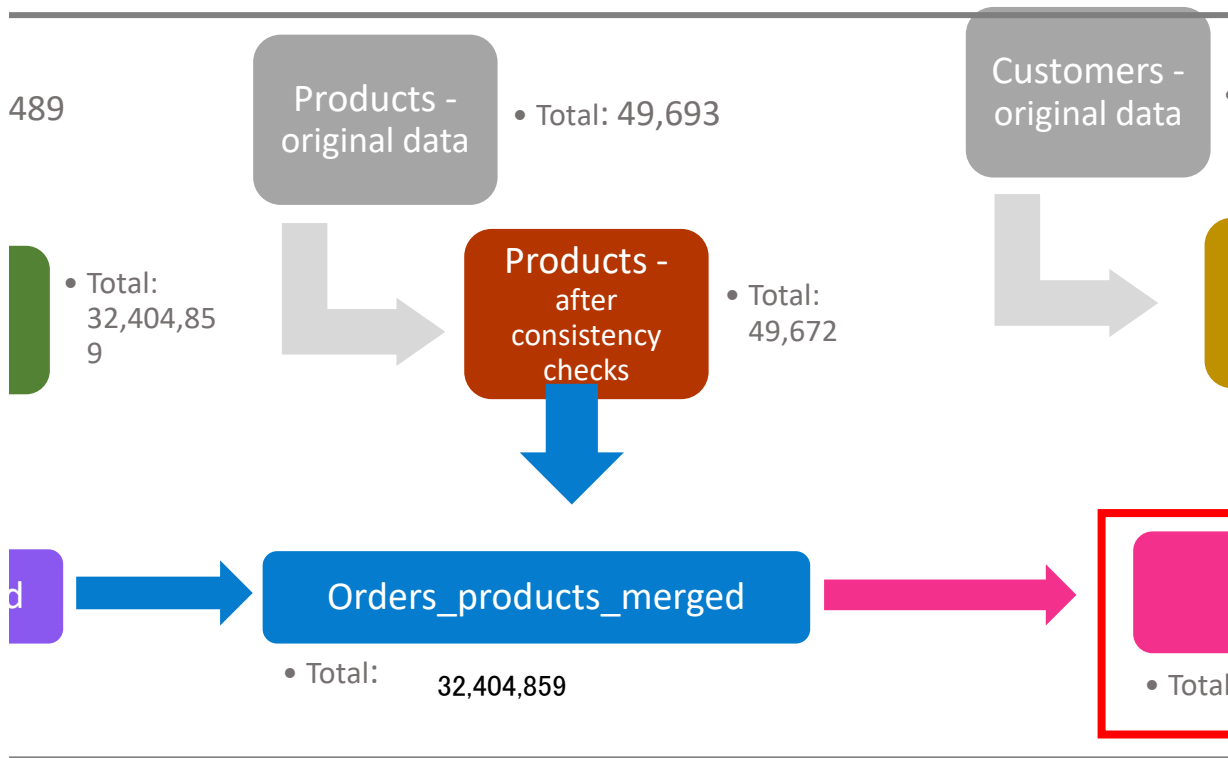 489
Products -
original data
• Total: 49,693
Customers -
original data
• Total:
32,404,85
9
Products -
after
consistency
checks
• Total:
49,672
d
Orders_products_merged
• Total: 32,404,859
• Total